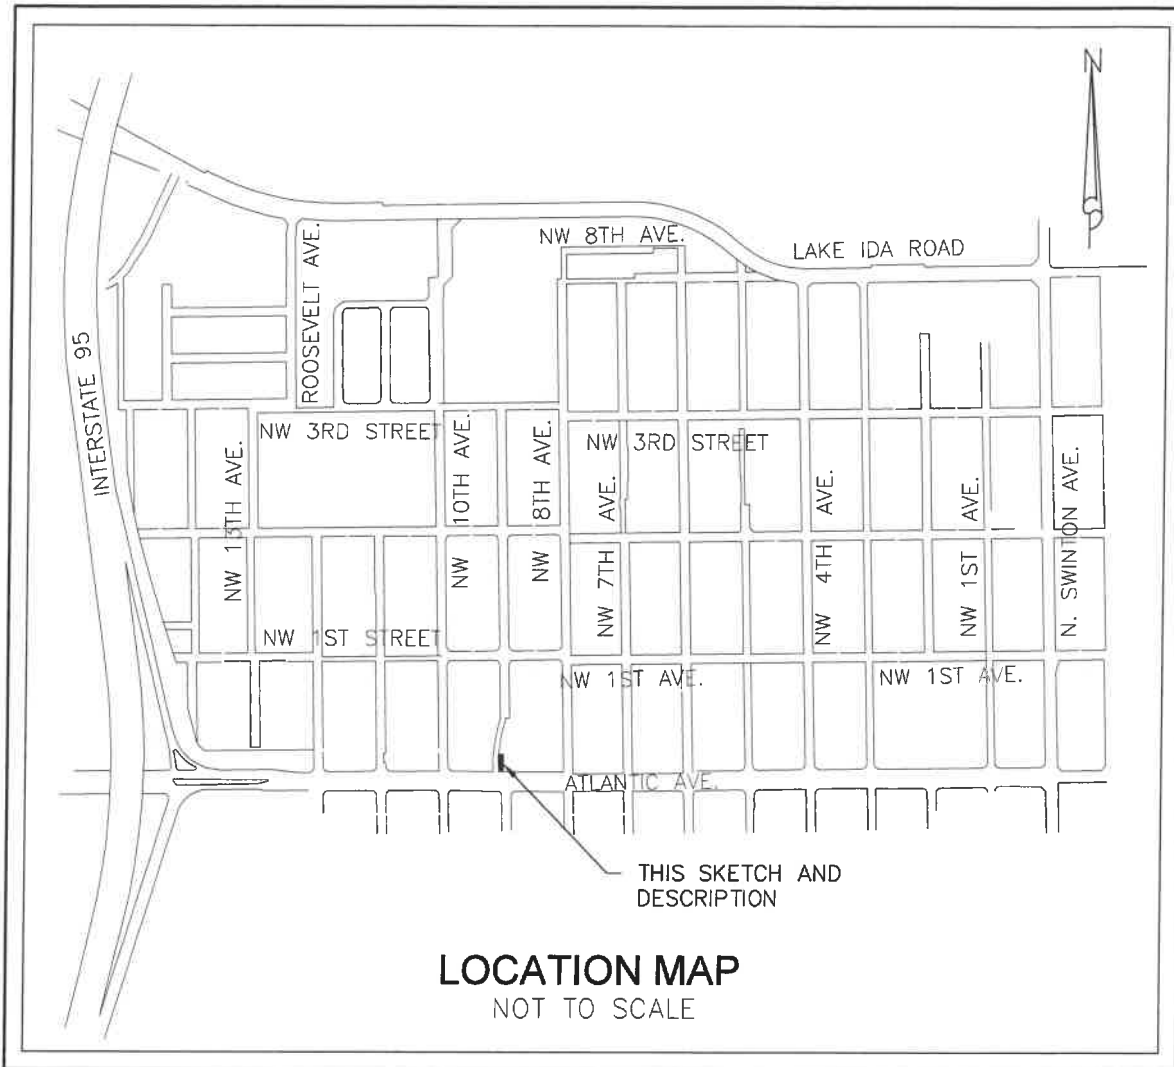 N
NW 8TH AVE.
LAKE IDA ROAD
ROOSEVELT AVE.
INTERSTATE 95
NW 3RD STREET
NW 3RD STREET
NW 13TH AVE.
NW 10TH AVE.
NW 8TH AVE.
NW 7TH AVE.
NW 4TH AVE.
NW 1ST AVE.
N. SWINTON AVE.
NW 1ST STREET
NW 1ST AVE.
NW 1ST AVE.
ATLANTIC AVE.
THIS SKETCH AND
DESCRIPTION
LOCATION MAP
NOT TO SCALE